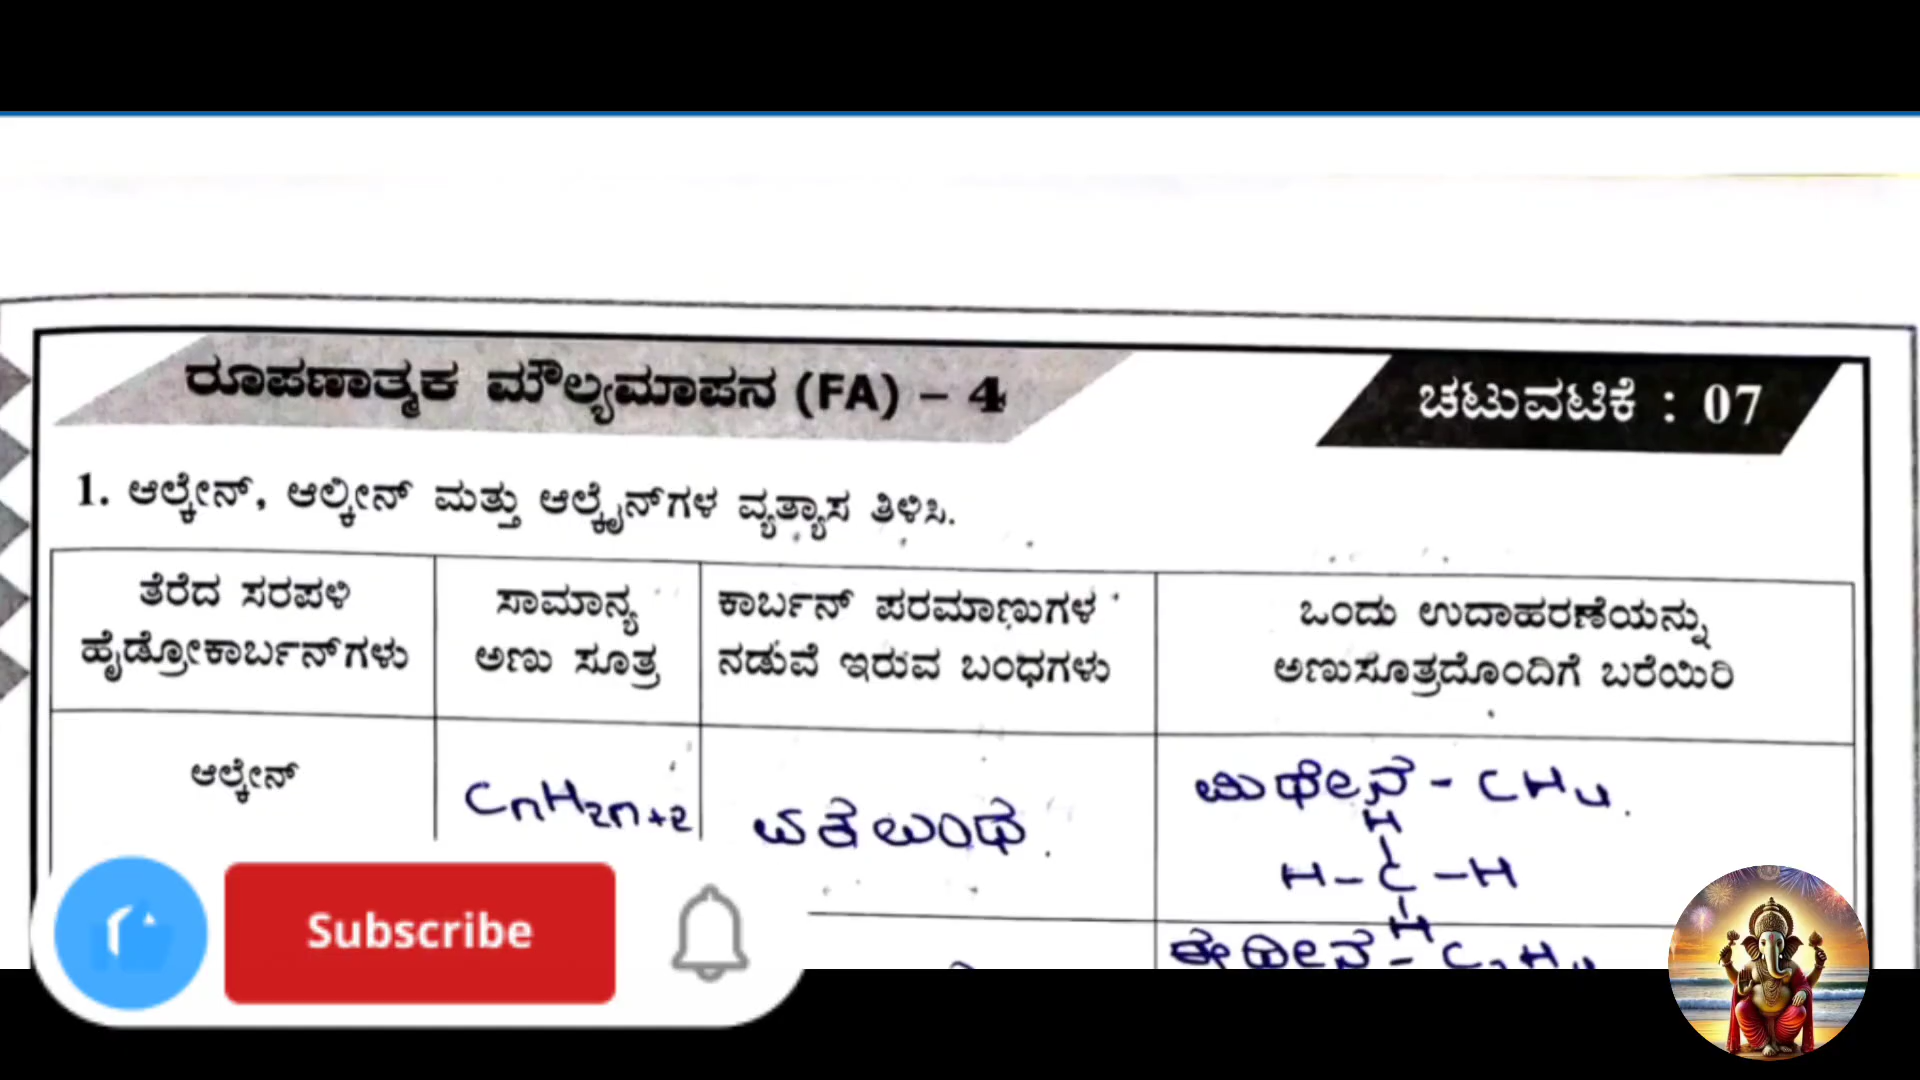 ರೂಪಣಾತ್ಮಕ ಮೌಲ್ಯಮಾಪನ (FA) – 4
ಚಟುವಟಿಕೆ : 07
1. ಆಲ್ಕೇನ್, ಆಲ್ಕೀನ್ ಮತ್ತು ಆಲ್ಕೈನ್‌ಗಳ ವ್ಯತ್ಯಾಸ ತಿಳಿಸಿ.
ತೆರೆದ ಸರಪಳಿ
ಹೈಡ್ರೋಕಾರ್ಬನ್‌ಗಳು
ಸಾಮಾನ್ಯ
ಅಣು ಸೂತ್ರ
ಕಾರ್ಬನ್ ಪರಮಾಣುಗಳ
ನಡುವೆ ಇರುವ ಬಂಧಗಳು
ಒಂದು ಉದಾಹರಣೆಯನ್ನು
ಅಣುಸೂತ್ರದೊಂದಿಗೆ ಬರೆಯಿರಿ
ಆಲ್ಕೇನ್
CnH2n+2
ಏಕಬಂಧ.
ಮಿಥೇನ್ - CH4.
H
H-C-H
H
Subscribe